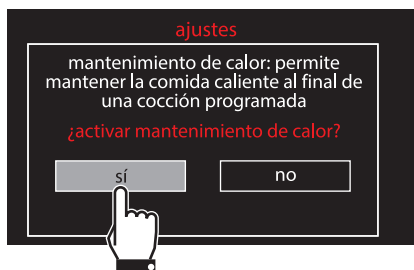 ajustes
mantenimiento de calor: permite
mantener la comida caliente al final de
una cocción programada
¿activar mantenimiento de calor?
sí
no